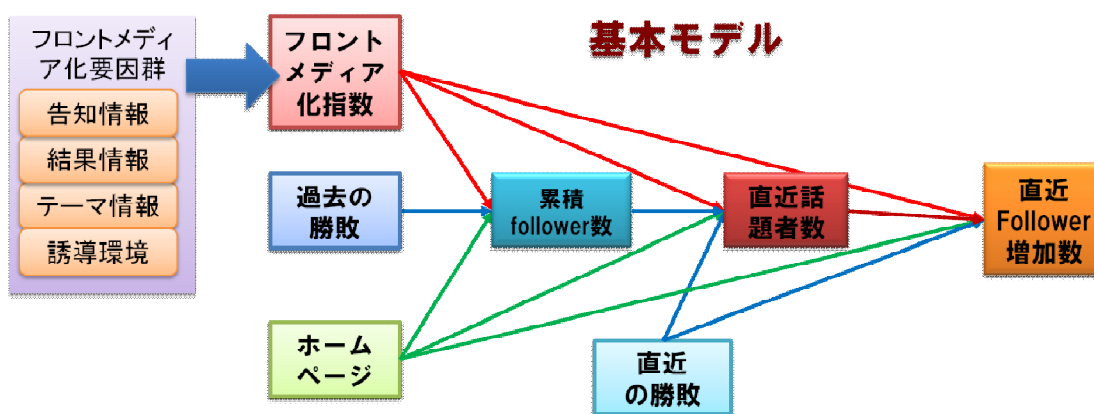 基本モデル
フロントメディ
ア化要因群
告知情報
結果情報
テーマ情報
誘導環境
フロント
メディア
化指数
過去の
勝敗
ホーム
ページ
累積
follower数
直近話
題者数
直近
の勝敗
直近
Follower
増加数